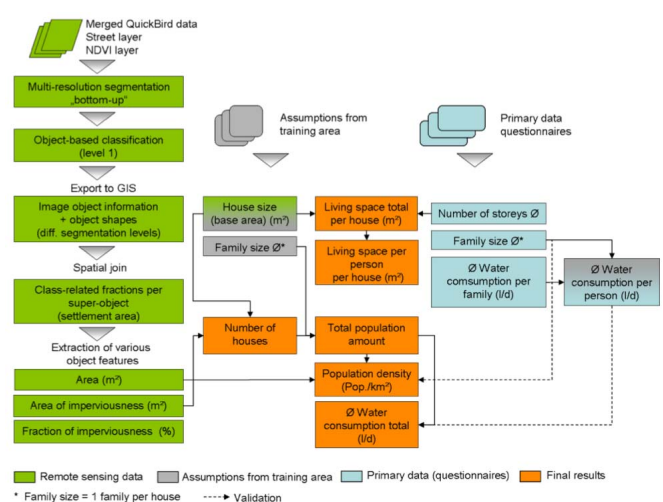 Merged QuickBird data
Street layer
NDVI layer
Multi-resolution segmentation
„bottom-up"
Object-based classification
(level 1)
Export to GIS
Image object information
+ object shapes
(diff. segmentation levels)
Spatial join
Class-related fractions per
super-object
(settlement area)
Extraction of various
object features
Area (m²)
Area of imperviousness (m²)
Fraction of imperviousness (%)
Assumptions from
training area
Primary data
questionnaires
House size
(base area) (m²)
Family size Ø*
Living space total
per house (m²)
Living space per
person
per house (m²)
Number of storeys Ø
Family size Ø*
Ø Water
comsumption per
family (l/d)
Ø Water
consumption per
person (l/d)
Number of
houses
Total population
amount
Population density
(Pop./km²)
Ø Water
consumption total
(l/d)
Remote sensing data
Assumptions from training area
Primary data (questionnaires)
Final results
* Family size = 1 family per house
Validation